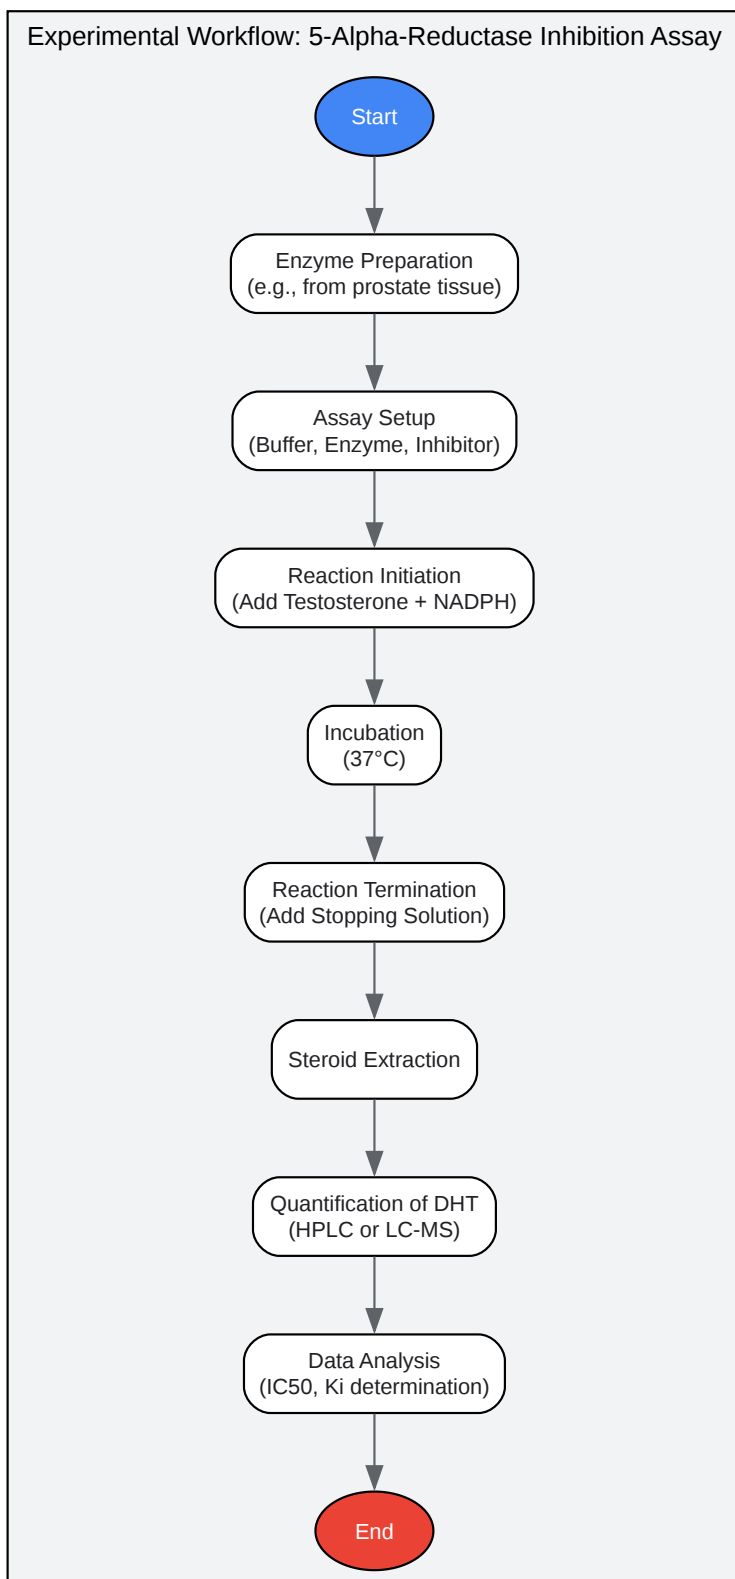 Experimental Workflow: 5-Alpha-Reductase Inhibition Assay
Start
Enzyme Preparation
(e.g., from prostate tissue)
Assay Setup
(Buffer, Enzyme, Inhibitor)
Reaction Initiation
(Add Testosterone + NADPH)
Incubation
(37°C)
Reaction Termination
(Add Stopping Solution)
Steroid Extraction
Quantification of DHT
(HPLC or LC-MS)
Data Analysis
(IC50, Ki determination)
End